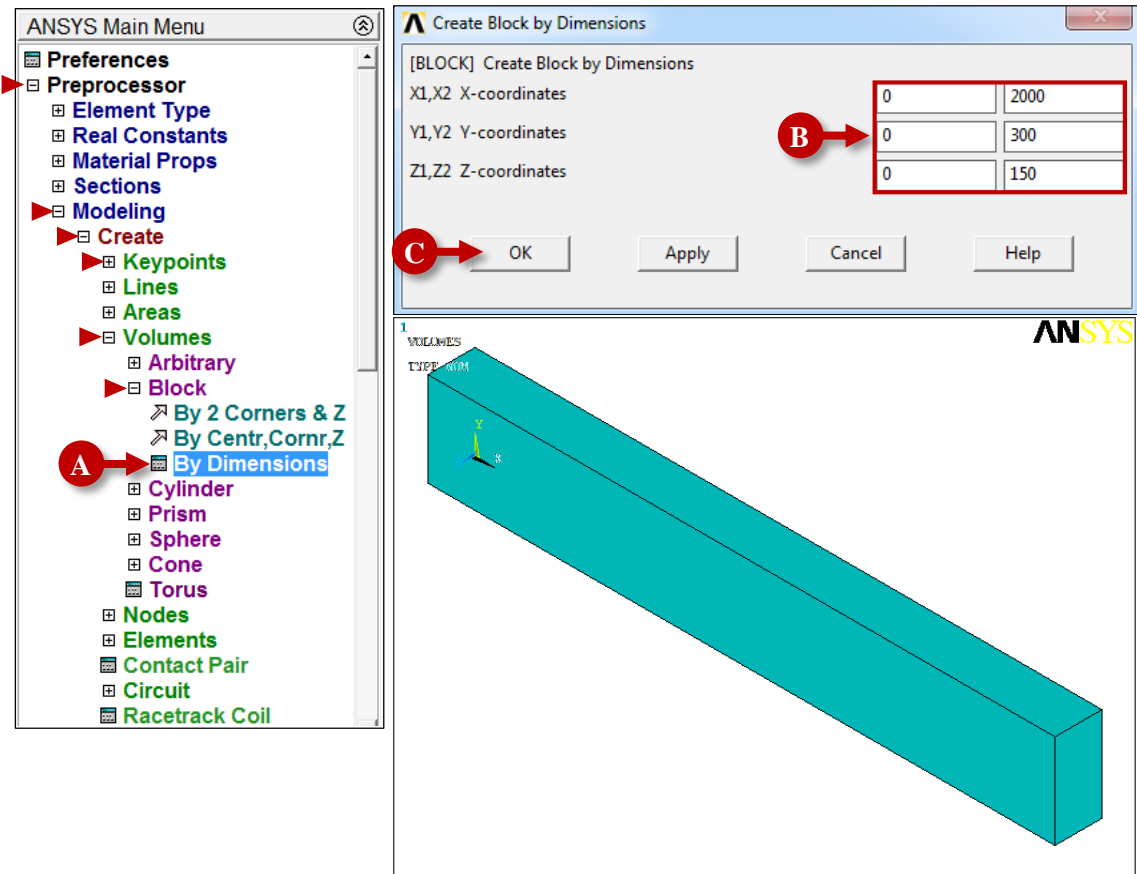 ANSYS Main Menu
Preferences
Preprocessor
Element Type
Real Constants
Material Props
Sections
Modeling
Create
Keypoints
Lines
Areas
Volumes
Arbitrary
Block
By 2 Corners & Z
By Centr,Cornr,Z
A
By Dimensions
Cylinder
Prism
Sphere
Cone
Torus
Nodes
Elements
Contact Pair
Circuit
Racetrack Coil
Create Block by Dimensions
[BLOCK] Create Block by Dimensions
X1,X2 X-coordinates 0 2000
Y1,Y2 Y-coordinates B 0 300
Z1,Z2 Z-coordinates 0 150
C OK Apply Cancel Help
1
VOLUMES
TYPE NUM
ANSYS
Y
Z X